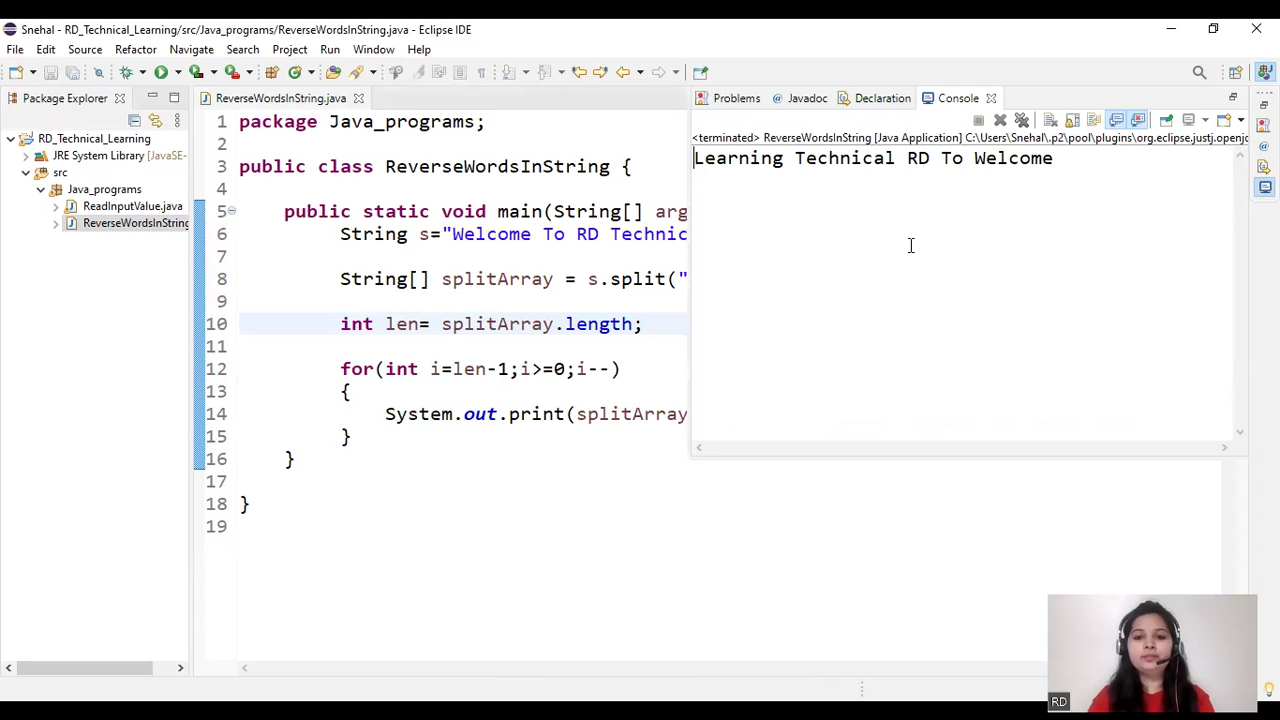 Snehal - RD_Technical_Learning/src/Java_programs/ReverseWordsInString.java - Eclipse IDE
File Edit Source Refactor Navigate Search Project Run Window Help
Package Explorer
ReverseWordsInString.java
Problems Javadoc Declaration Console
RD_Technical_Learning
JRE System Library [JavaSE-
src
Java_programs
ReadInputValue.java
ReverseWordsInString
1 package Java_programs;
2
3 public class ReverseWordsInString {
4
5 public static void main(String[] arg
6 String s="Welcome To RD Technic
7
8 String[] splitArray = s.split("
9
10 int len= splitArray.length;
11
12 for(int i=len-1;i>=0;i--)
13 {
14 System.out.print(splitArray
15 }
16 }
17
18 }
19
<terminated> ReverseWordsInString [Java Application] C:\Users\Snehal\.p2\pool\plugins\org.eclipse.justj.openjc
Learning Technical RD To Welcome
RD